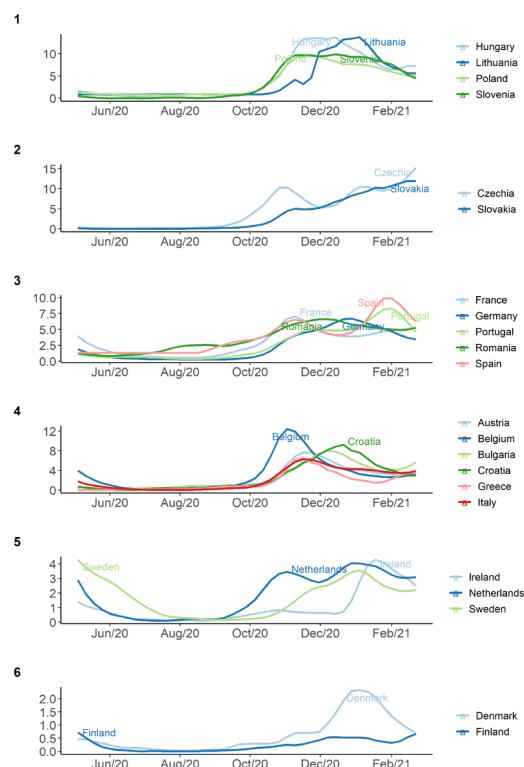 1
10
5
0
Hungary
Lithuania
Poland
Slovenia
Jun/20 Aug/20 Oct/20 Dec/20 Feb/21
Hungary
Lithuania
Poland
Slovenia
2
15
10
5
0
Czechia
Slovakia
Jun/20 Aug/20 Oct/20 Dec/20 Feb/21
Czechia
Slovakia
3
10.0
7.5
5.0
2.5
0.0
Spain
France
Portugal
Romania
Germany
Jun/20 Aug/20 Oct/20 Dec/20 Feb/21
France
Germany
Portugal
Romania
Spain
4
12
8
4
0
Belgium
Croatia
Jun/20 Aug/20 Oct/20 Dec/20 Feb/21
Austria
Belgium
Bulgaria
Croatia
Greece
Italy
5
4
3
2
1
0
Sweden
Netherlands
Ireland
Jun/20 Aug/20 Oct/20 Dec/20 Feb/21
Ireland
Netherlands
Sweden
6
2.0
1.5
1.0
0.5
0.0
Denmark
Finland
Jun/20 Aug/20 Oct/20 Dec/20 Feb/21
Denmark
Finland